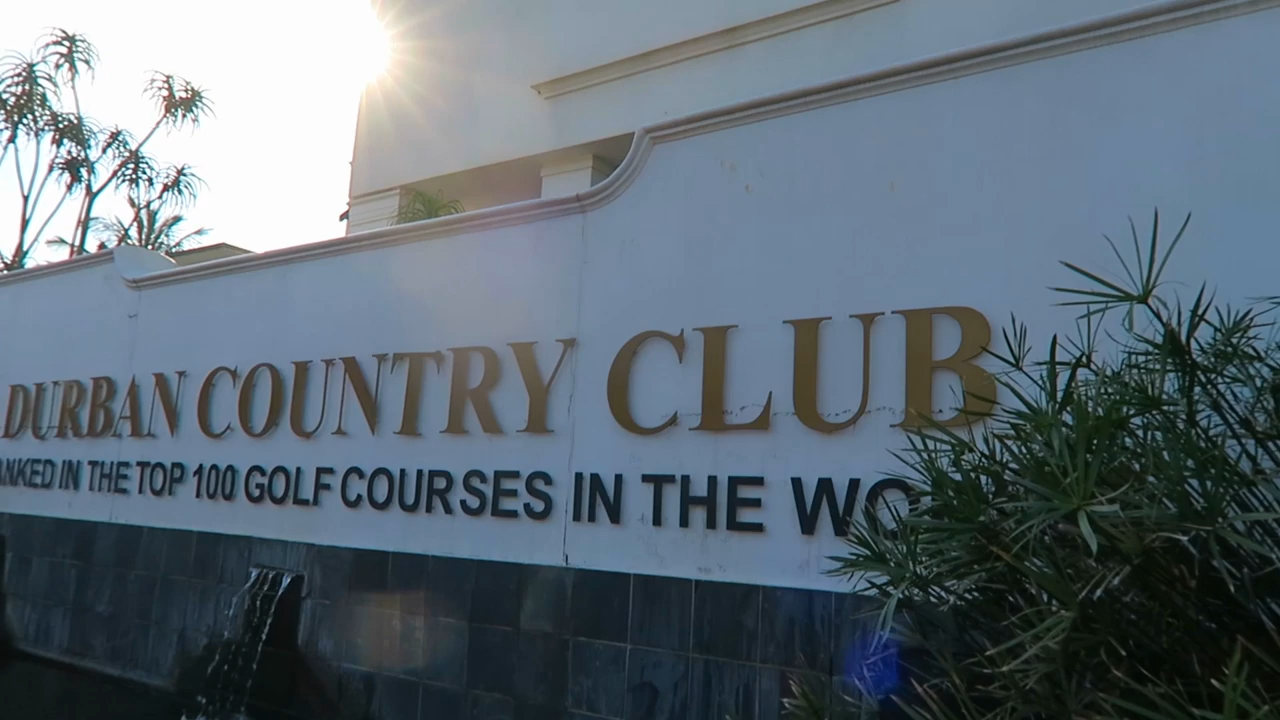 DURBAN COUNTRY CLUB
ANKED IN THE TOP 100 GOLF COURSES IN THE WO